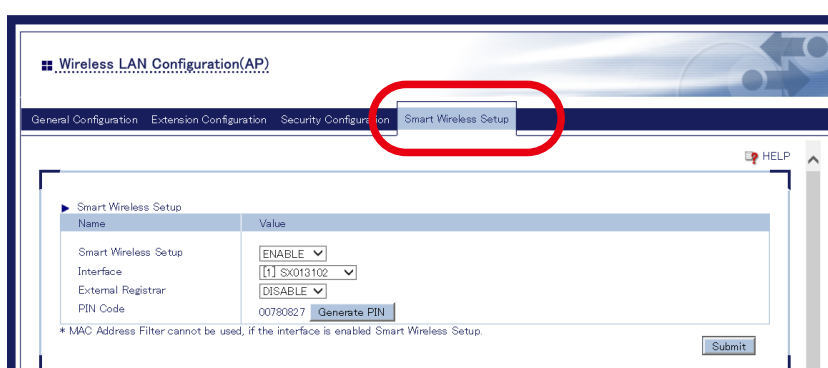 Wireless LAN Configuration(AP)
General Configuration Extension Configuration Security Configuration Smart Wireless Setup
HELP
Smart Wireless Setup
Name Value
Smart Wireless Setup ENABLE
Interface [1] SX013102
External Registrar DISABLE
PIN Code 00780827 Generate PIN
* MAC Address Filter cannot be used, if the interface is enabled Smart Wireless Setup.
Submit